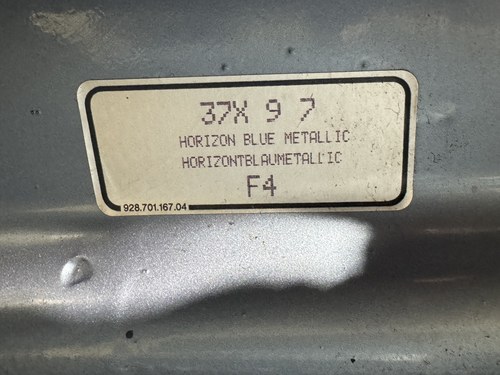 37X 9 7
HORIZON BLUE METALLIC
HORIZONTBLAUMETALLIC
F4
928.701.167.04